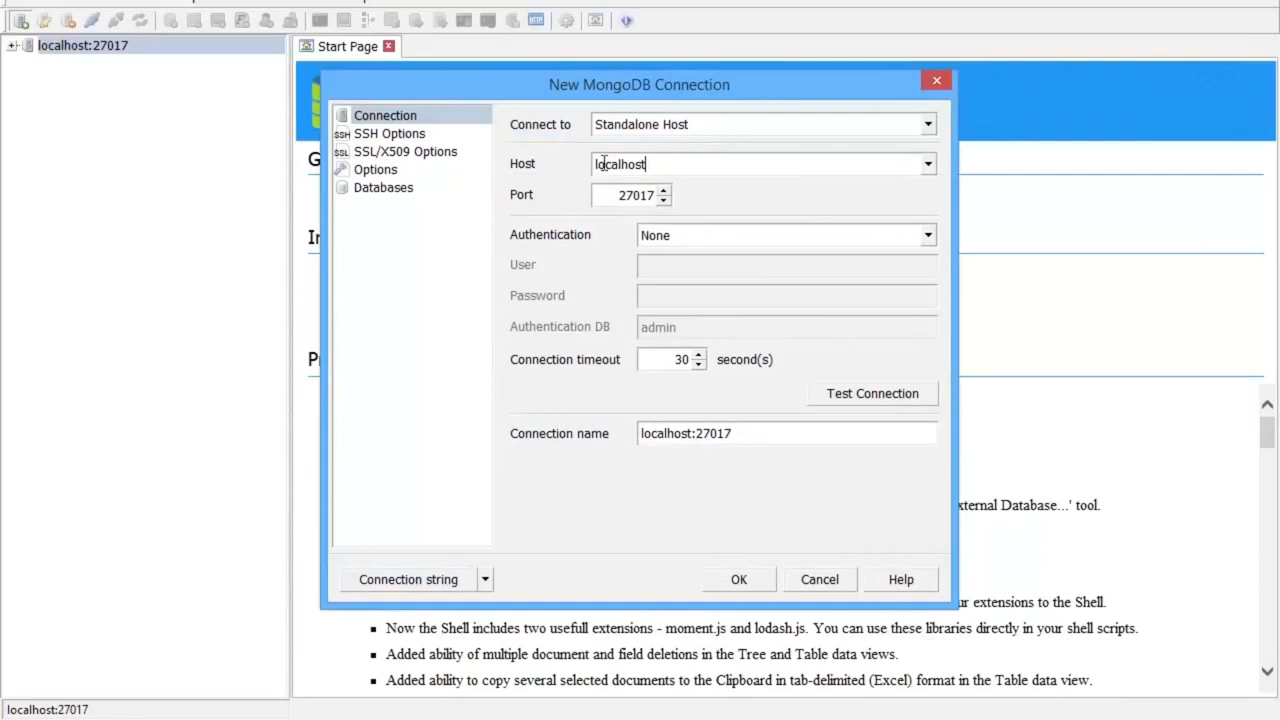 localhost:27017
Start Page
New MongoDB Connection
Connection
SSH Options
SSL/X509 Options
Options
Databases
Connect to
Standalone Host
Host
localhost
Port
27017
Authentication
None
User
Password
Authentication DB
admin
Connection timeout
30
second(s)
Test Connection
Connection name
localhost:27017
Connection string
OK
Cancel
Help
xternal Database...' tool.
ur extensions to the Shell.
Now the Shell includes two usefull extensions - moment.js and lodash.js. You can use these libraries directly in your shell scripts.
Added ability of multiple document and field deletions in the Tree and Table data views.
Added ability to copy several selected documents to the Clipboard in tab-delimited (Excel) format in the Table data view.
localhost:27017